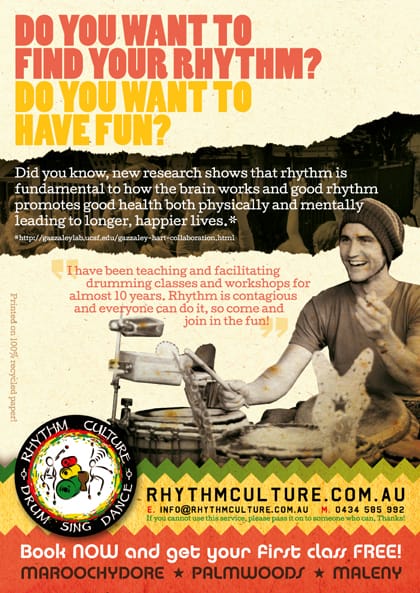 DO YOU WANT TO
FIND YOUR RHYTHM?
DO YOU WANT TO
HAVE FUN?
Did you know, new research shows that rhythm is
fundamental to how the brain works and good rhythm
promotes good health both physically and mentally
leading to longer, happier lives.*
*http://gazzaleylab.ucsf.edu/gazzaley-hart-collaboration.html
"I have been teaching and facilitating
drumming classes and workshops for
almost 10 years. Rhythm is contagious
and everyone can do it, so come and
join in the fun!"
Printed on 100% recycled paper!
RHYTHM CULTURE
DRUM SING DANCE
RHYTHMCULTURE.COM.AU
E. INFO@RHYTHMCULTURE.COM.AU M. 0434 585 992
If you cannot use this service, please pass it on to someone who can, Thanks!
Book NOW and get your first class FREE!
MAROOCHYDORE ★ PALMWOODS ★ MALENY